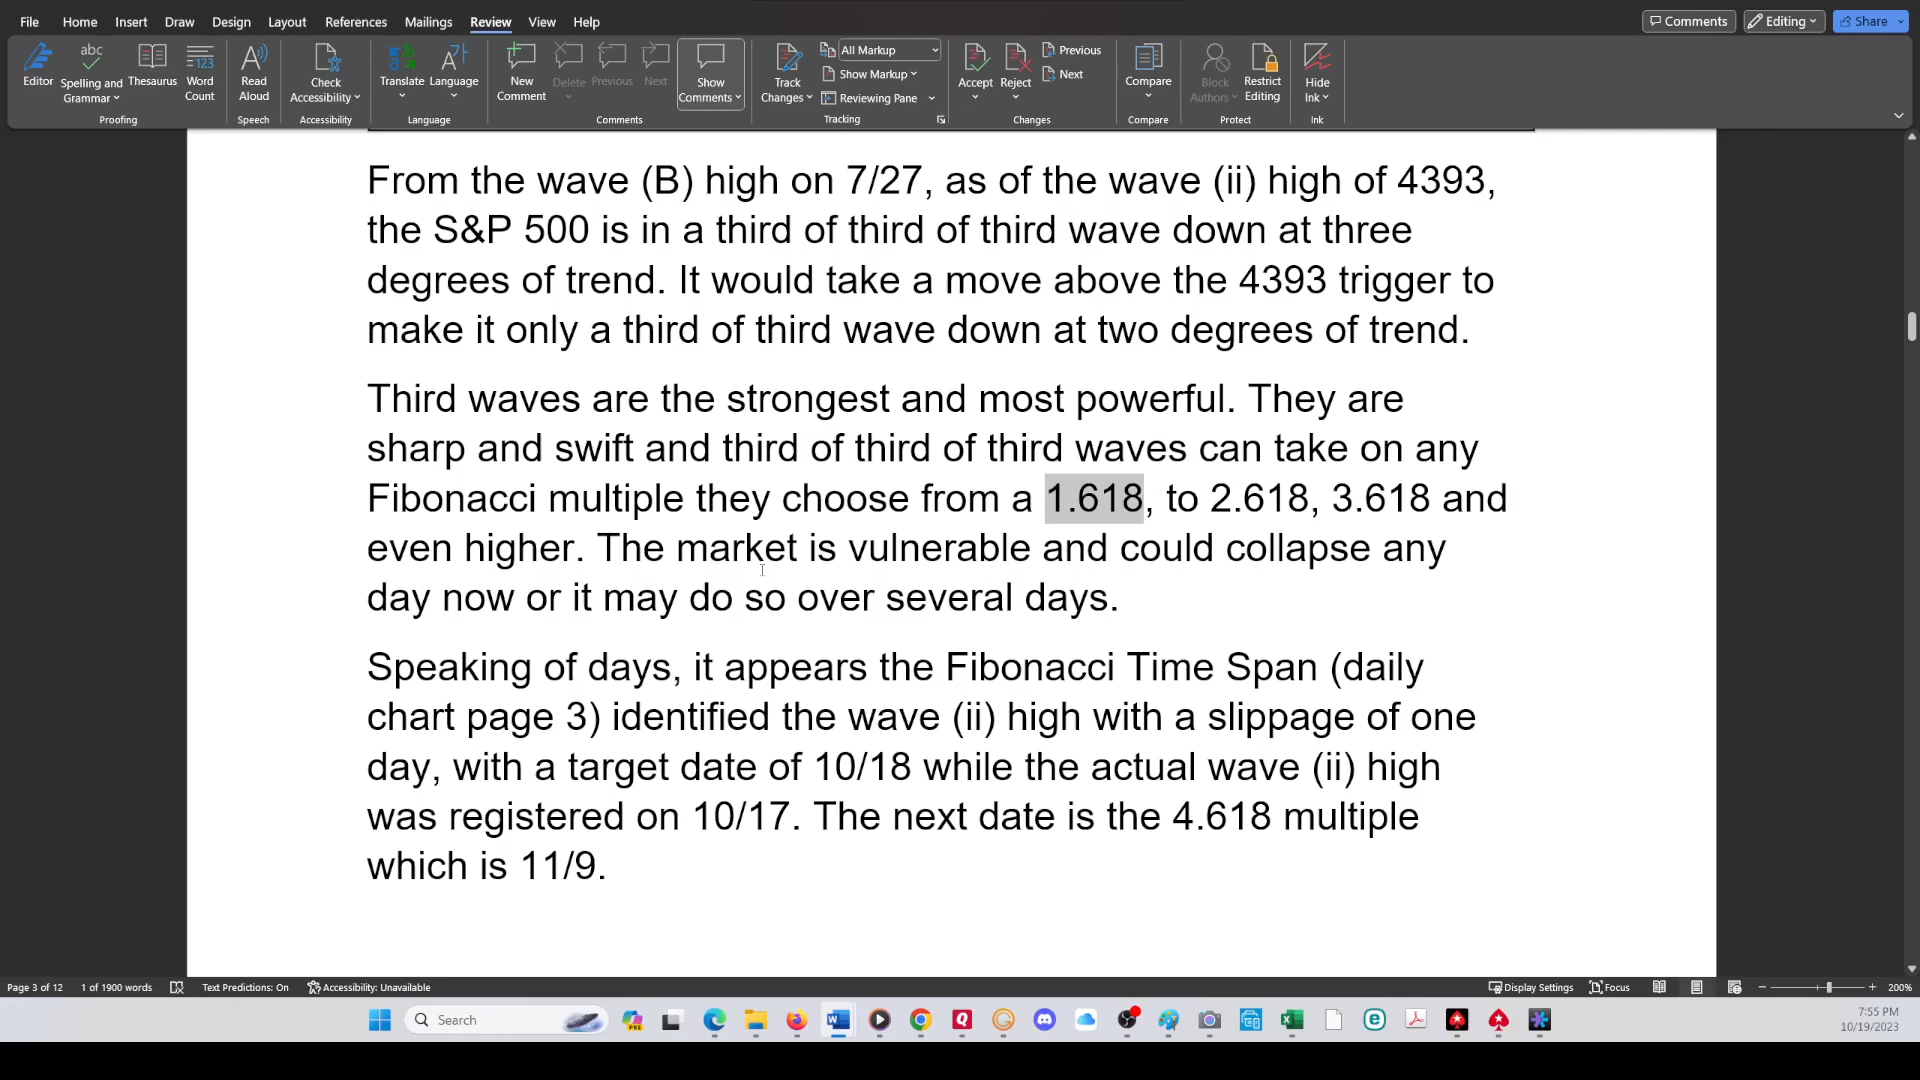 File Home Insert Draw Design Layout References Mailings Review View Help Comments Editing Share
Editor Spelling and Grammar Thesaurus Word Count Read Aloud Check Accessibility Translate Language New Comment Delete Previous Next Show Comments Track Changes All Markup Show Markup Reviewing Pane Accept Reject Previous Next Compare Block Authors Restrict Editing Hide Ink
Proofing Speech Accessibility Language Comments Tracking Changes Compare Protect Ink
From the wave (B) high on 7/27, as of the wave (ii) high of 4393,
the S&P 500 is in a third of third of third wave down at three
degrees of trend. It would take a move above the 4393 trigger to
make it only a third of third wave down at two degrees of trend.
Third waves are the strongest and most powerful. They are
sharp and swift and third of third of third waves can take on any
Fibonacci multiple they choose from a 1.618, to 2.618, 3.618 and
even higher. The market is vulnerable and could collapse any
day now or it may do so over several days.
Speaking of days, it appears the Fibonacci Time Span (daily
chart page 3) identified the wave (ii) high with a slippage of one
day, with a target date of 10/18 while the actual wave (ii) high
was registered on 10/17. The next date is the 4.618 multiple
which is 11/9.
Page 3 of 12 1 of 1900 words Text Predictions: On Accessibility: Unavailable Display Settings Focus 200%
Search 7:55 PM
10/19/2023